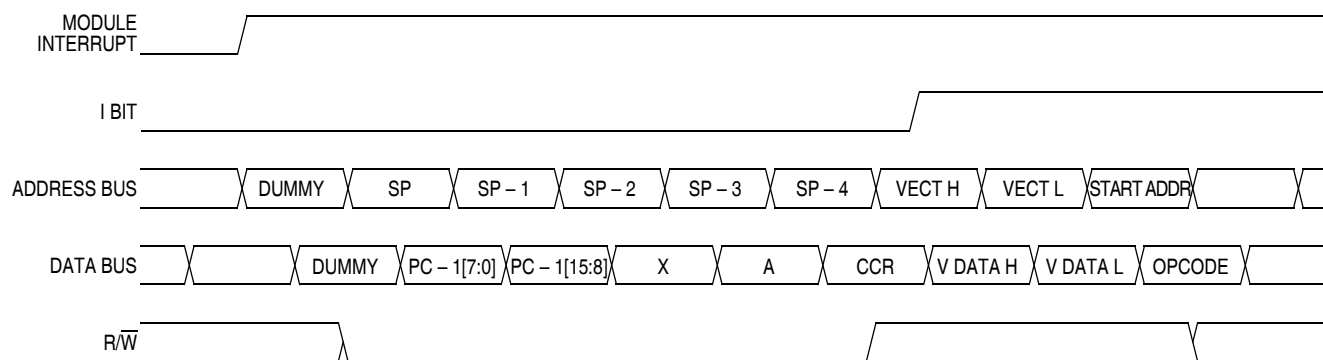 MODULE
INTERRUPT
I BIT
ADDRESS BUS DUMMY SP SP – 1 SP – 2 SP – 3 SP – 4 VECT H VECT L START ADDR
DATA BUS DUMMY PC – 1[7:0] PC – 1[15:8] X A CCR V DATA H V DATA L OPCODE
R/W̅